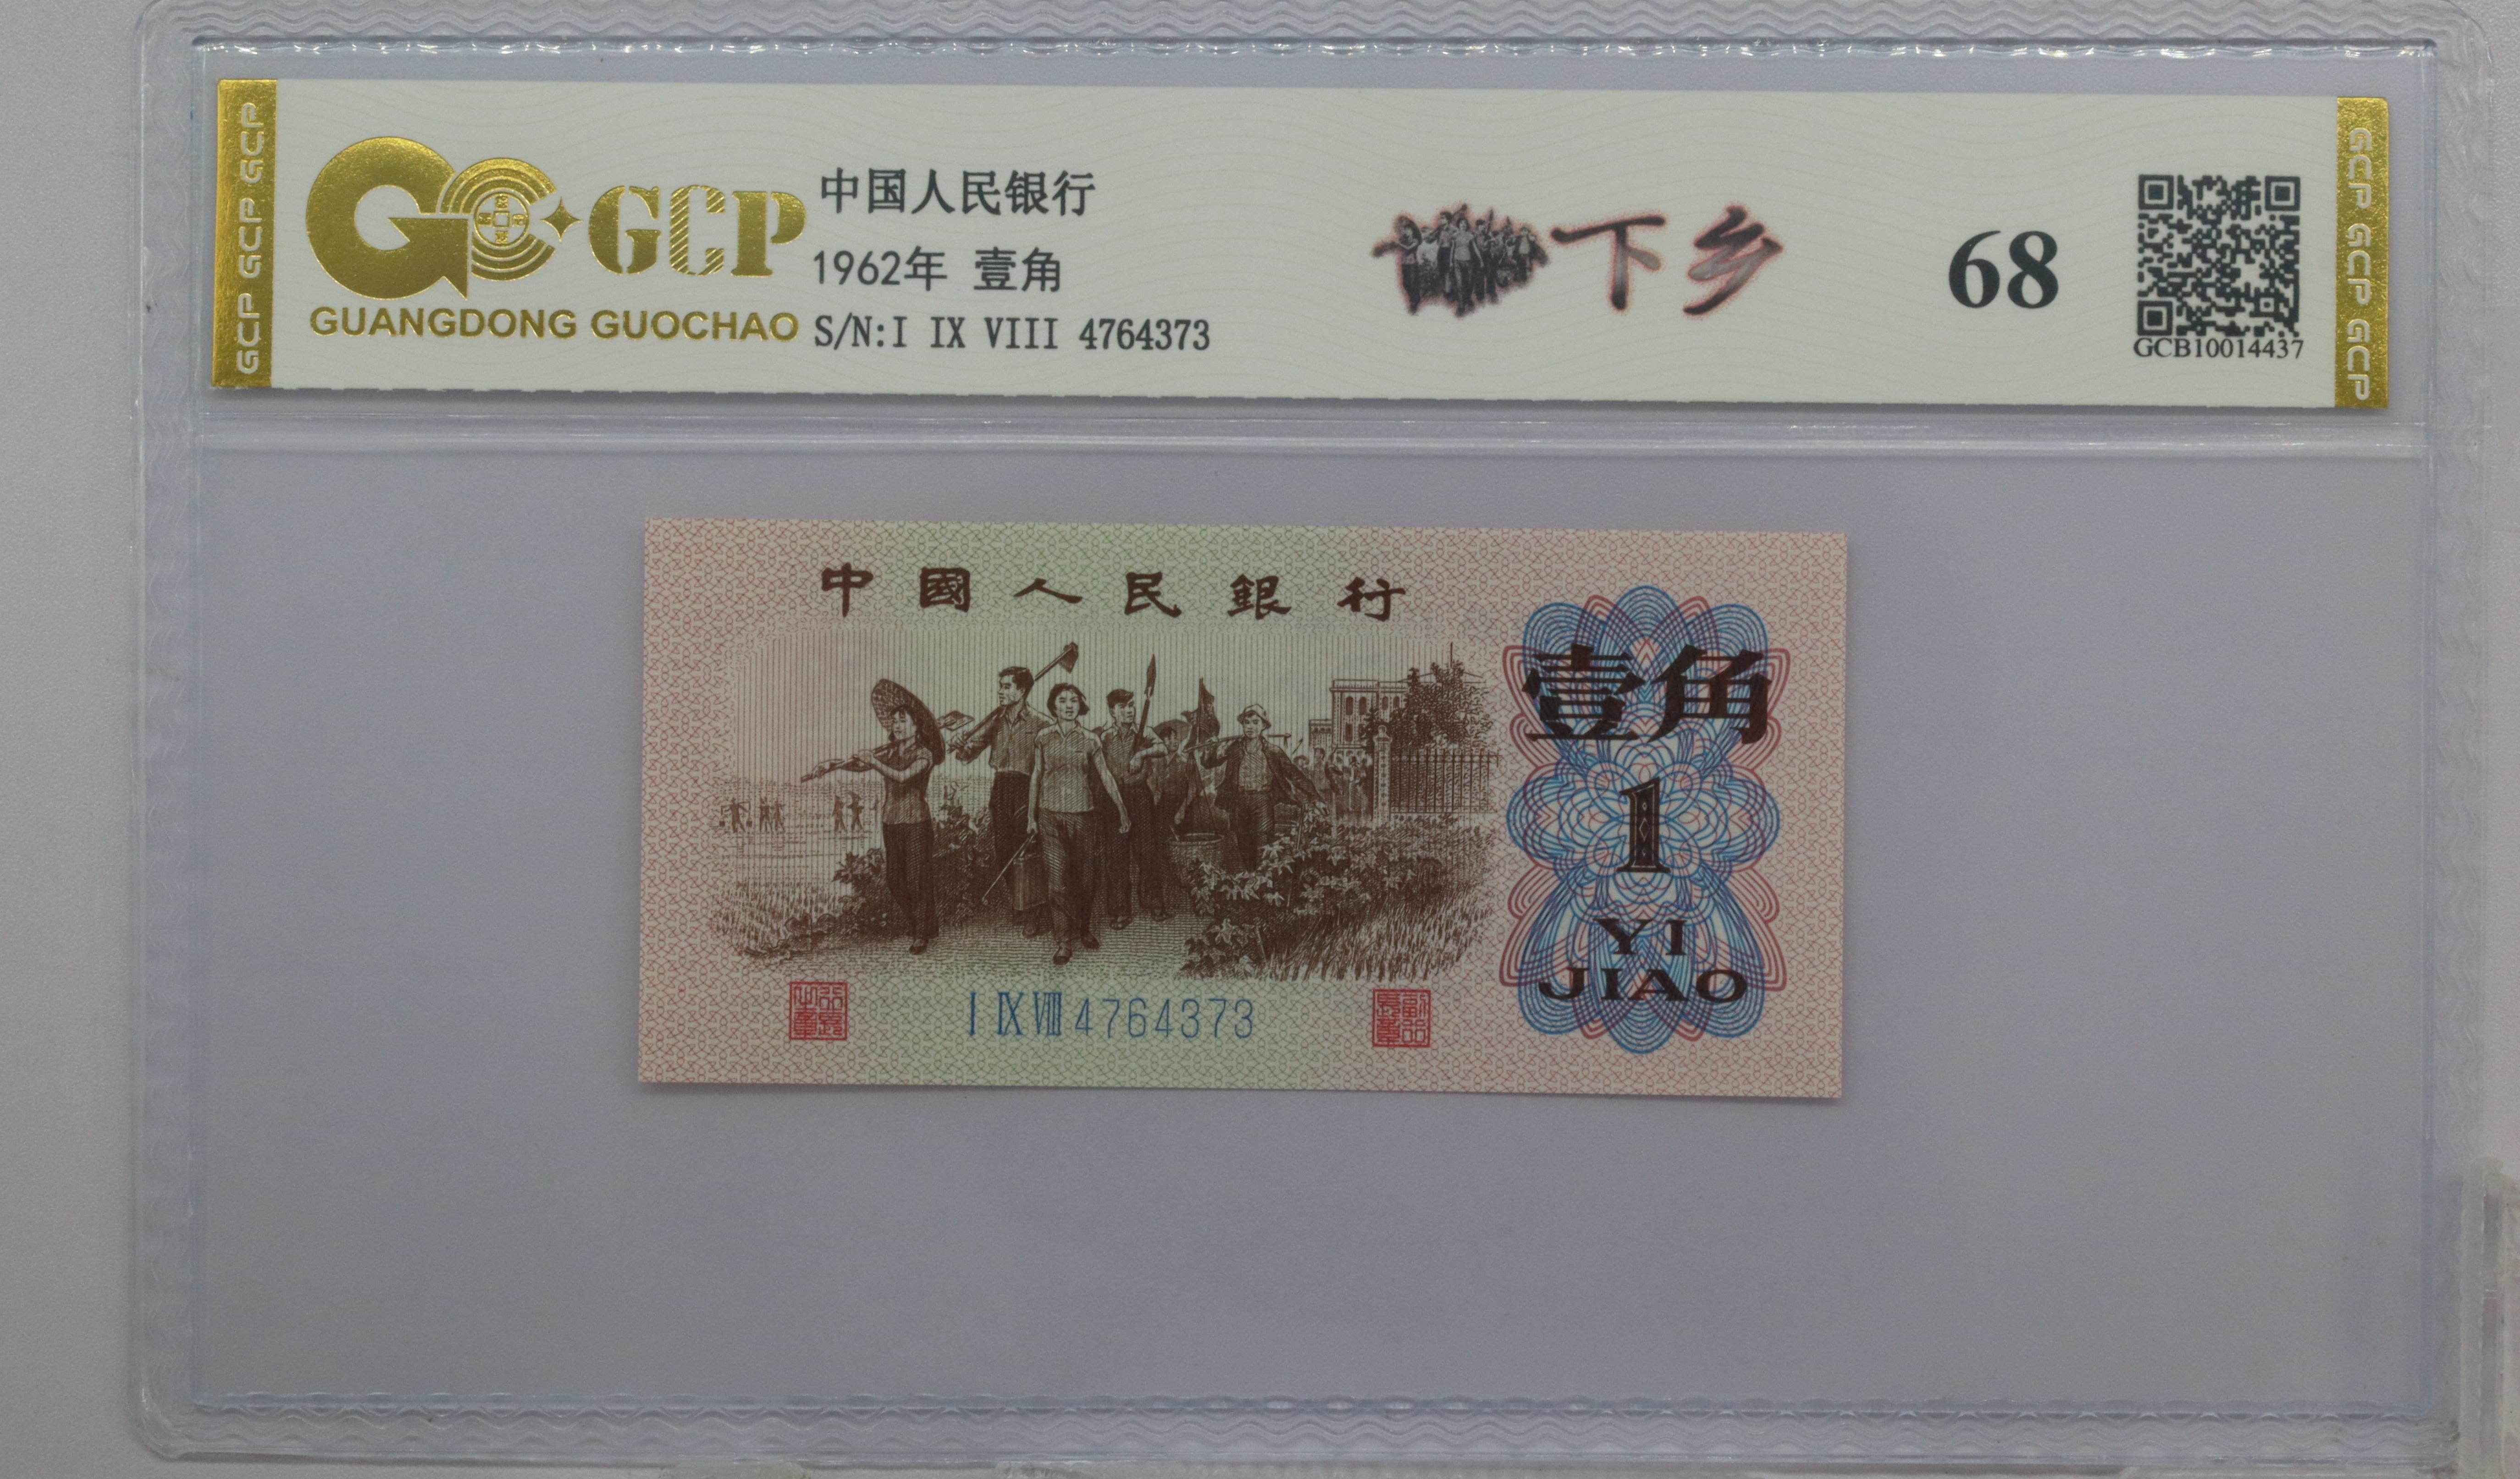 GCP GCP GCP
GCP
GUANGDONG GUOCHAO
中国人民银行
1962年 壹角
S/N:I IX VIII 4764373
下乡
68
GCB10014437
GCP GCP GCP
中國人民銀行
壹角
1
YI
JIAO
I IX VIII 4764373